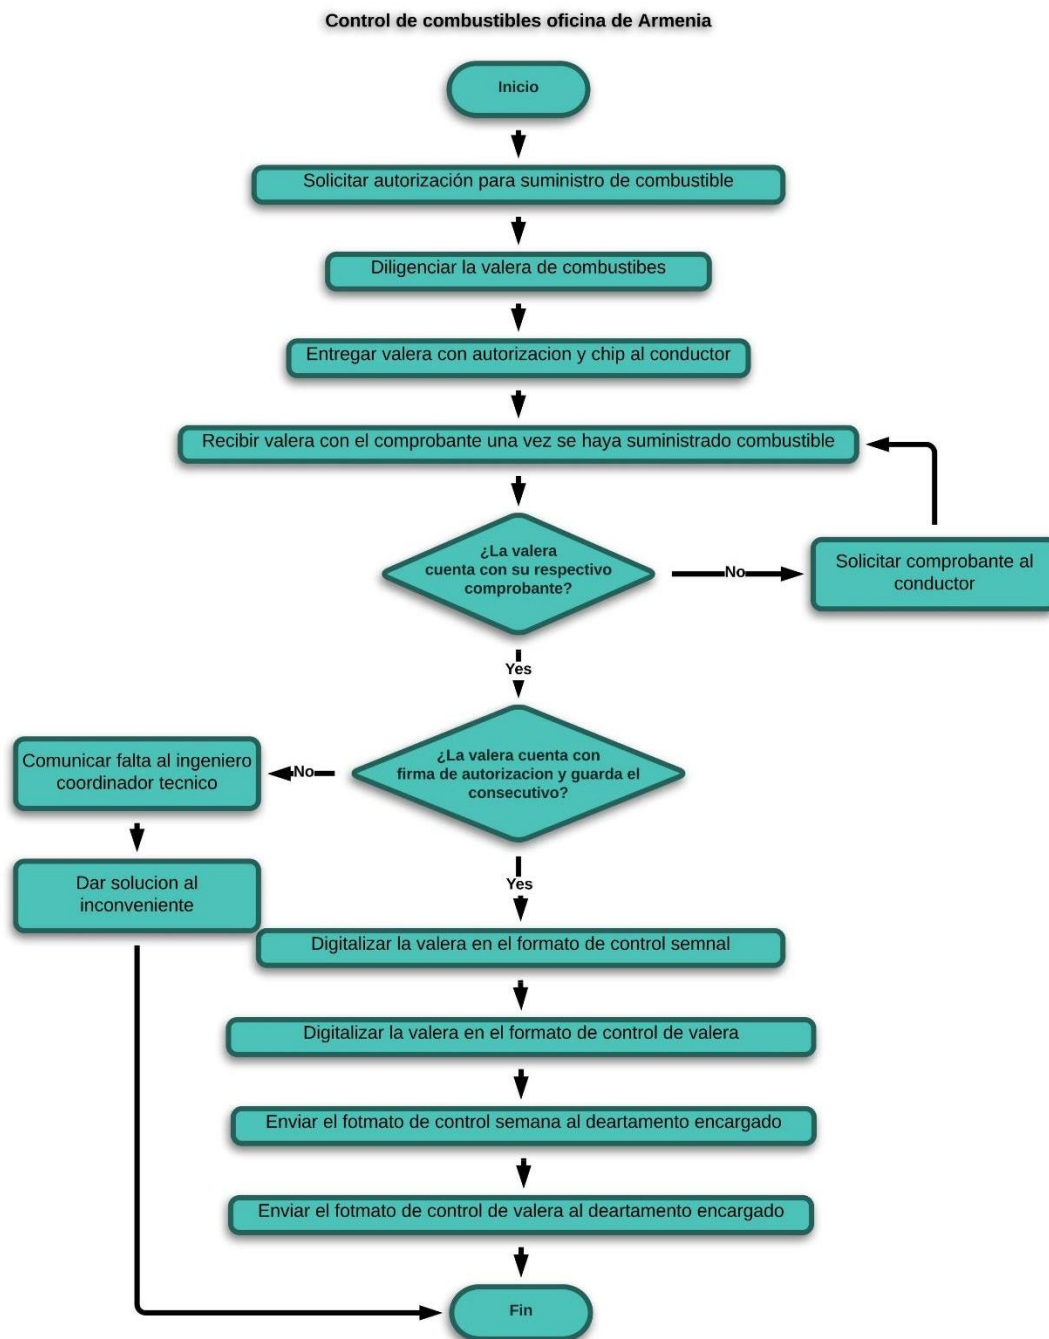 Control de combustibles oficina de Armenia
Inicio
Solicitar autorización para suministro de combustible
Diligenciar la valera de combustibes
Entregar valera con autorizacion y chip al conductor
Recibir valera con el comprobante una vez se haya suministrado combustible
¿La valera
cuenta con su respectivo
comprobante?
No
Solicitar comprobante al
conductor
Yes
¿La valera cuenta con
firma de autorizacion y guarda el
consecutivo?
No
Comunicar falta al ingeniero
coordinador tecnico
Dar solucion al
inconveniente
Yes
Digitalizar la valera en el formato de control semnal
Digitalizar la valera en el formato de control de valera
Enviar el fotmato de control semana al deartamento encargado
Enviar el fotmato de control de valera al deartamento encargado
Fin